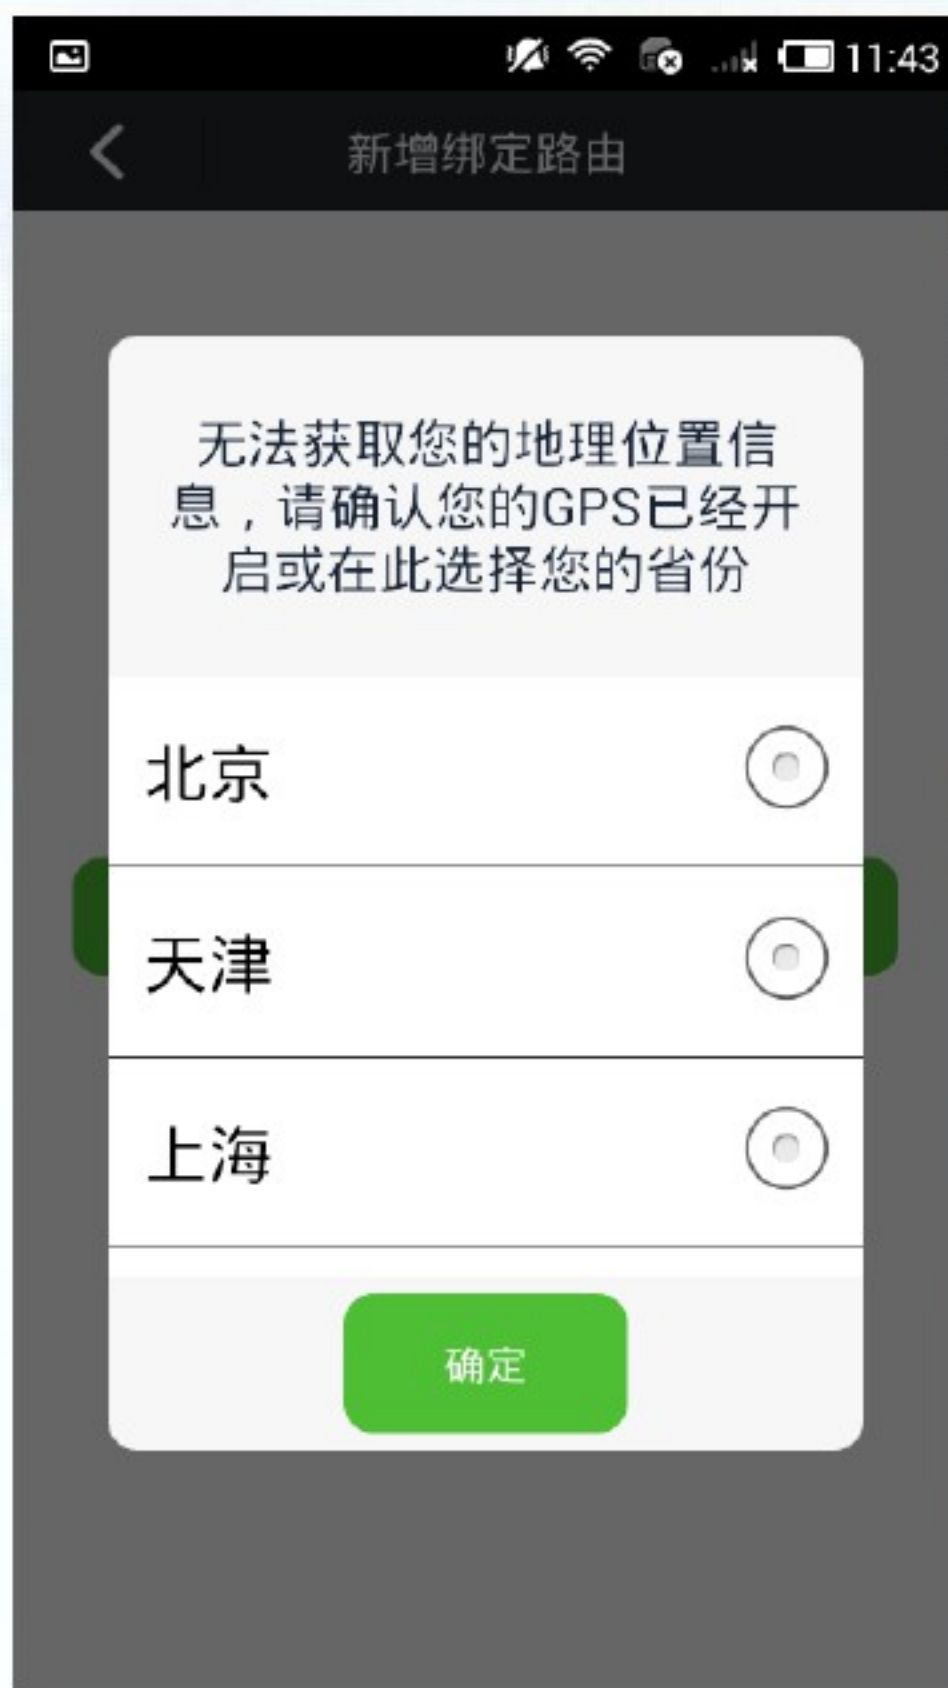 11:43
新增绑定路由
无法获取您的地理位置信
息，请确认您的GPS已经开
启或在此选择您的省份
北京
天津
上海
确定